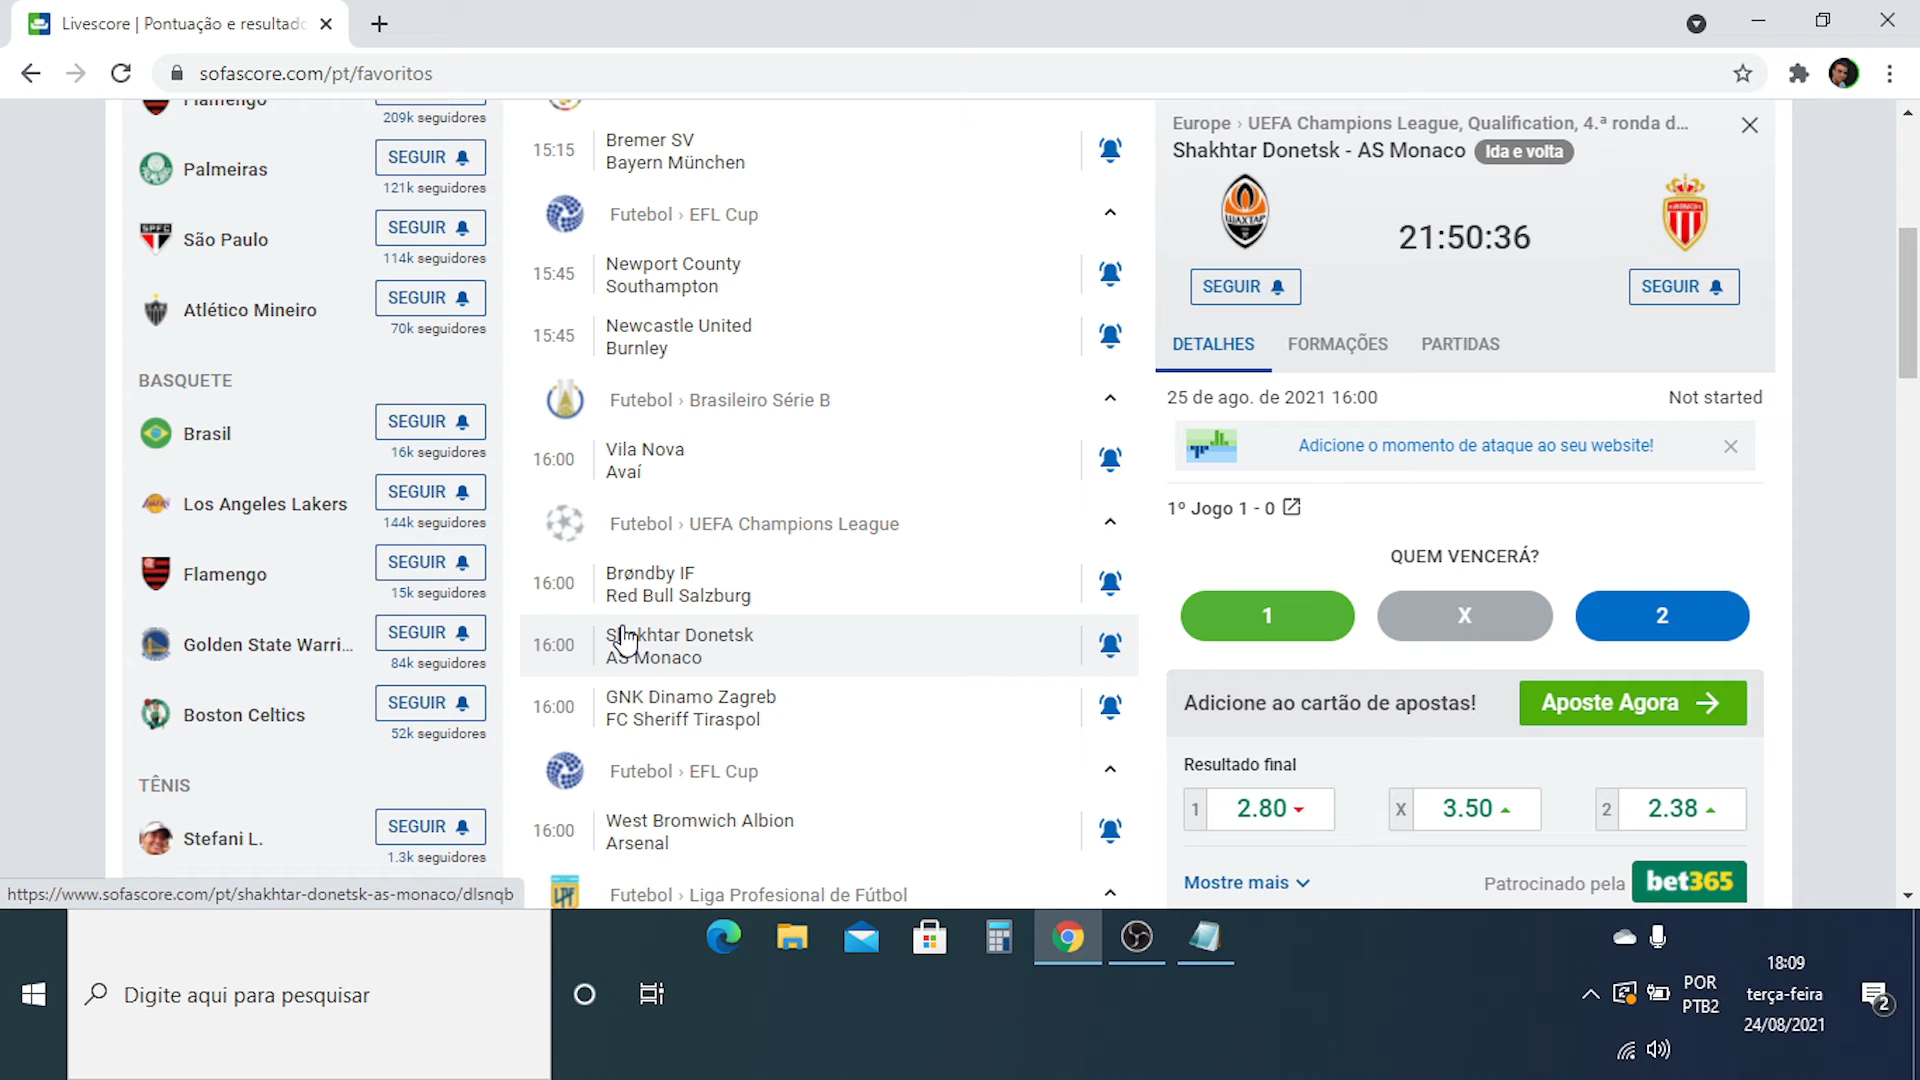 Livescore | Pontuação e resultado
sofascore.com/pt/favoritos
Flamengo
209k seguidores
Palmeiras
SEGUIR
121k seguidores
São Paulo
SEGUIR
114k seguidores
Atlético Mineiro
SEGUIR
70k seguidores
BASQUETE
Brasil
SEGUIR
16k seguidores
Los Angeles Lakers
SEGUIR
144k seguidores
Flamengo
SEGUIR
15k seguidores
Golden State Warri...
SEGUIR
84k seguidores
Boston Celtics
SEGUIR
52k seguidores
TÊNIS
Stefani L.
SEGUIR
1.3k seguidores
https://www.sofascore.com/pt/shakhtar-donetsk-as-monaco/dlsnqb
15:15
Bremer SV
Bayern München
Futebol › EFL Cup
15:45
Newport County
Southampton
15:45
Newcastle United
Burnley
Futebol › Brasileiro Série B
16:00
Vila Nova
Avaí
Futebol › UEFA Champions League
16:00
Brøndby IF
Red Bull Salzburg
16:00
Shakhtar Donetsk
AS Monaco
16:00
GNK Dinamo Zagreb
FC Sheriff Tiraspol
Futebol › EFL Cup
16:00
West Bromwich Albion
Arsenal
Futebol › Liga Profesional de Fútbol
Europe › UEFA Champions League, Qualification, 4.ª ronda d...
Shakhtar Donetsk - AS Monaco Ida e volta
21:50:36
SEGUIR
SEGUIR
DETALHES FORMAÇÕES PARTIDAS
25 de ago. de 2021 16:00 Not started
Adicione o momento de ataque ao seu website!
1º Jogo 1 - 0
QUEM VENCERÁ?
1 X 2
Adicione ao cartão de apostas! Aposte Agora
Resultado final
1 2.80 X 3.50 2 2.38
Mostre mais Patrocinado pela bet365
Digite aqui para pesquisar
POR
PTB2
18:09
terça-feira
24/08/2021
2